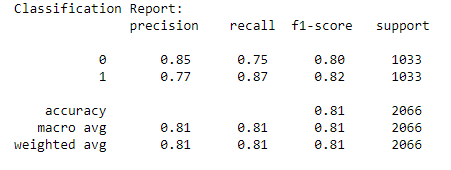 Classification Report:
precision recall f1-score support
0 0.85 0.75 0.80 1033
1 0.77 0.87 0.82 1033
accuracy 0.81 2066
macro avg 0.81 0.81 0.81 2066
weighted avg 0.81 0.81 0.81 2066